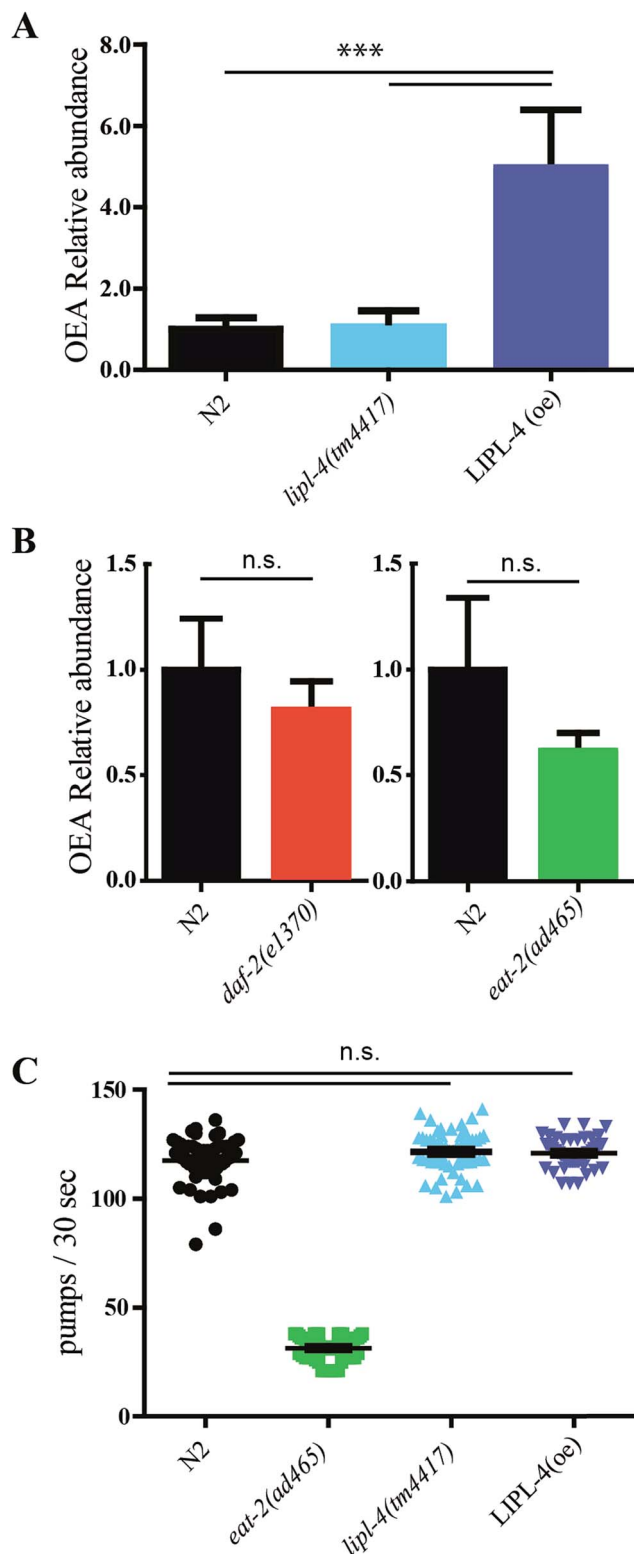 A
***
8.0
6.0
4.0
2.0
0.0
OEA Relative abundance
N2
lipl-4(tm4417)
LIPL-4 (oe)
B
n.s.
n.s.
1.5
1.0
0.5
0.0
OEA Relative abundance
N2
daf-2(e1370)
1.5
1.0
0.5
0.0
N2
eat-2(ad465)
C
n.s.
150
100
50
0
pumps / 30 sec
N2
eat-2(ad465)
lipl-4(tm4417)
LIPL-4(oe)